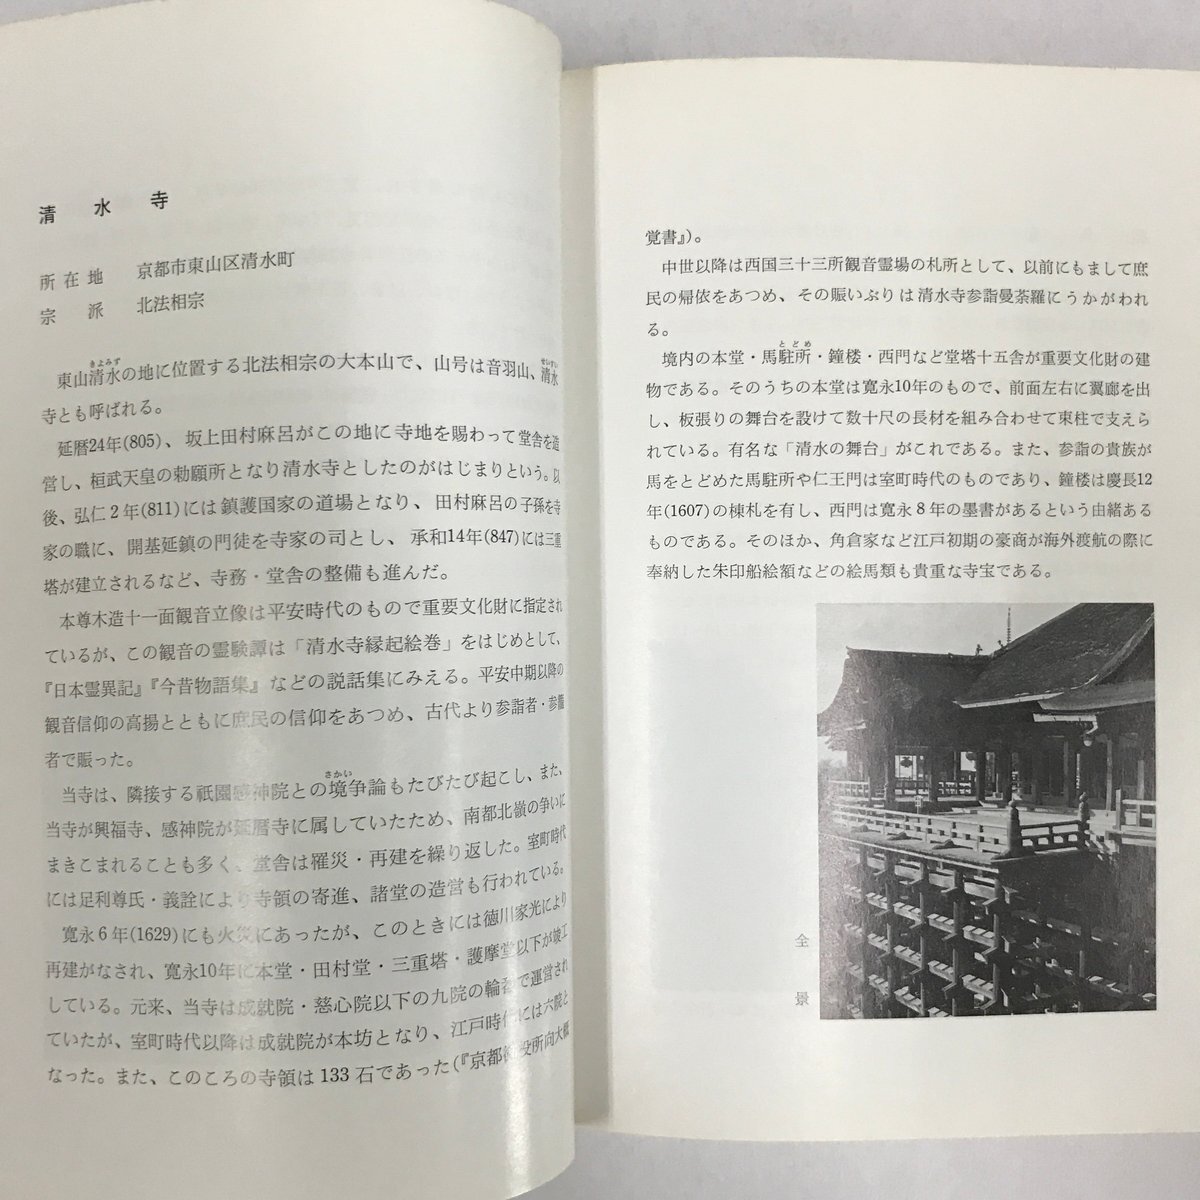 清水寺
所在地 京都市東山区清水町
宗派 北法相宗
東山清水の地に位置する北法相宗の大本山で、山号は音羽山、清水
きよみず
せいすい
寺とも呼ばれる。
延暦24年(805)、坂上田村麻呂がこの地に寺地を賜わって堂舎を造
営し、桓武天皇の勅願所となり清水寺としたのがはじまりという。以
後、弘仁2年(811)には鎮護国家の道場となり、田村麻呂の子孫を寺
家の職に、開基延鎮の門徒を寺家の司とし、承和14年(847)には三重
塔が建立されるなど、寺務・堂舎の整備も進んだ。
本尊木造十一面観音立像は平安時代のもので重要文化財に指定され
ているが、この観音の霊験譚は「清水寺縁起絵巻」をはじめとして、
『日本霊異記』『今昔物語集』などの説話集にみえる。平安中期以降の
観音信仰の高揚とともに庶民の信仰をあつめ、古代より参詣者・参籠
者で賑った。
当寺は、隣接する祇園感神院との境争論もたびたび起こし、また、
さかい
当寺が興福寺、感神院が延暦寺に属していたため、南都北嶺の争いに
まきこまれることも多く、堂舎は罹災・再建を繰り返した。室町時代
には足利尊氏・義詮により寺領の寄進、諸堂の造営も行われている。
寛永6年(1629)にも火災にあったが、このときには徳川家光により
再建がなされ、寛永10年に本堂・田村堂・三重塔・護摩堂以下が竣工
している。元来、当寺は成就院・慈心院以下の九院の輪番で運営され
ていたが、室町時代以降は成就院が本坊となり、江戸時代には六院と
なった。また、このころの寺領は133石であった(『京都御役所向大概
覚書』)。
中世以降は西国三十三所観音霊場の札所として、以前にもまして庶
民の帰依をあつめ、その賑いぶりは清水寺参詣曼荼羅にうかがわれ
る。
境内の本堂・馬駐所・鐘楼・西門など堂塔十五舎が重要文化財の建
とどめ
物である。そのうちの本堂は寛永10年のもので、前面左右に翼廊を出
し、板張りの舞台を設けて数十尺の長材を組み合わせて束柱で支えら
れている。有名な「清水の舞台」がこれである。また、参詣の貴族が
馬をとどめた馬駐所や仁王門は室町時代のものであり、鐘楼は慶長12
年(1607)の棟札を有し、西門は寛永8年の墨書があるという由緒ある
ものである。そのほか、角倉家など江戸初期の豪商が海外渡航の際に
奉納した朱印船絵額などの絵馬類も貴重な寺宝である。
全景